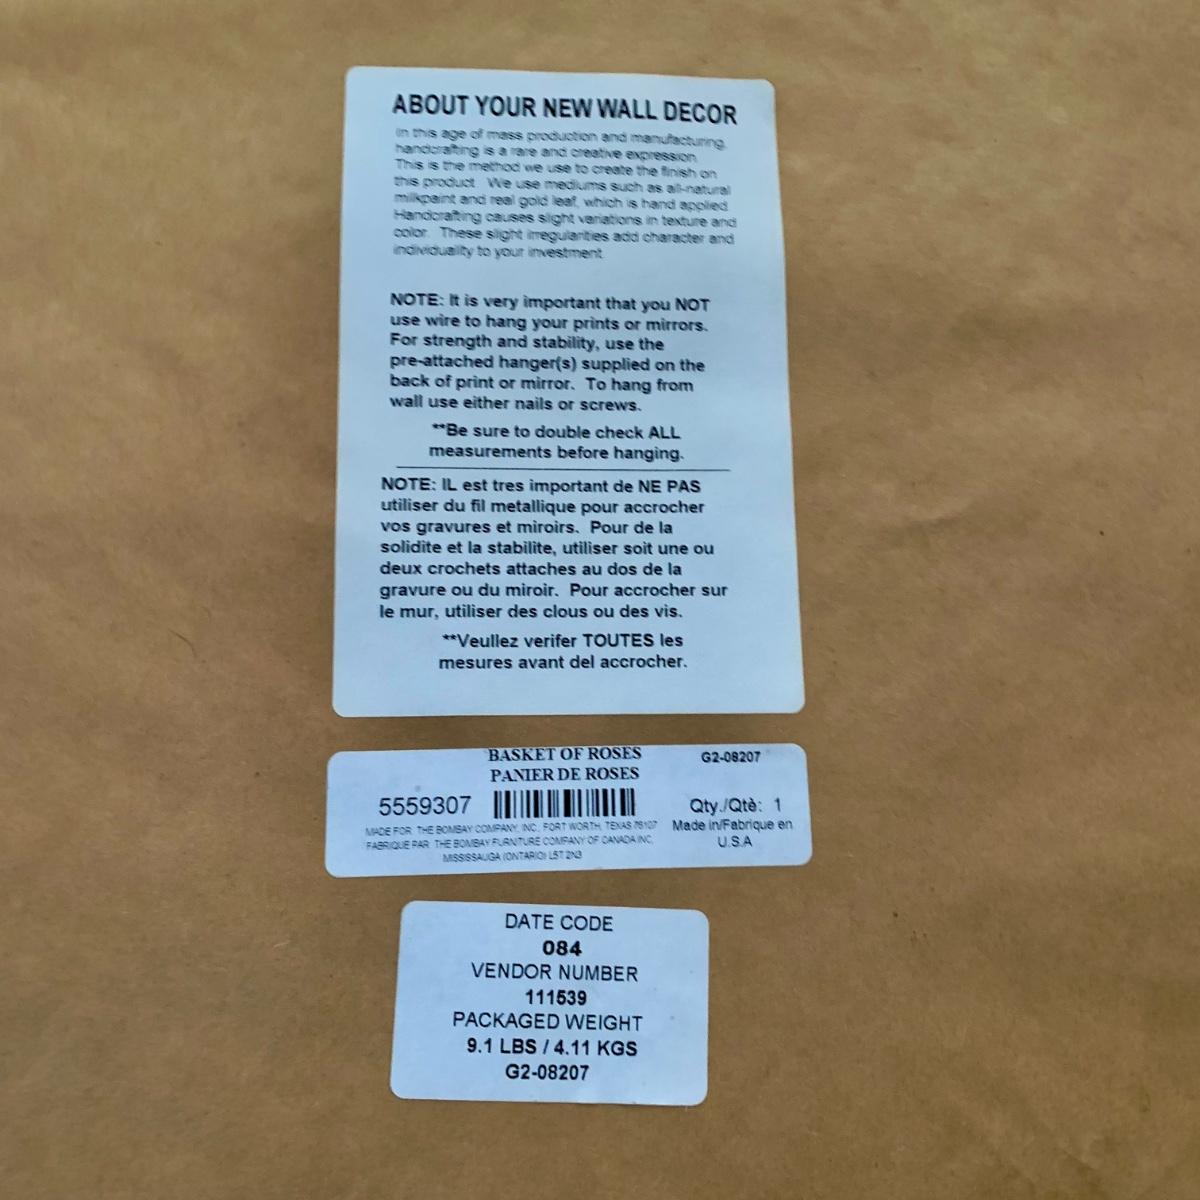 ABOUT YOUR NEW WALL DECOR
In this age of mass production and manufacturing,
handcrafting is a rare and creative expression.
This is the method we use to create the finish on
this product. We use mediums such as all-natural
milkpaint and real gold leaf, which is hand applied.
Handcrafting causes slight variations in texture and
color. These slight irregularities add character and
individuality to your investment.
NOTE: It is very important that you NOT
use wire to hang your prints or mirrors.
For strength and stability, use the
pre-attached hanger(s) supplied on the
back of print or mirror. To hang from
wall use either nails or screws.
**Be sure to double check ALL
measurements before hanging.
NOTE: IL est tres important de NE PAS
utiliser du fil metallique pour accrocher
vos gravures et miroirs. Pour de la
solidite et la stabilite, utiliser soit une ou
deux crochets attaches au dos de la
gravure ou du miroir. Pour accrocher sur
le mur, utiliser des clous ou des vis.
**Veullez verifer TOUTES les
mesures avant del accrocher.
BASKET OF ROSES
PANIER DE ROSES
G2-08207
5559307
Qty./Qtè: 1
Made in/Fabrique en
U.S.A
MADE FOR THE BOMBAY COMPANY, INC., FORT WORTH, TEXAS 76107
FABRIQUE PAR THE BOMBAY FURNITURE COMPANY OF CANADA INC,
MISSISSAUGA (ONTARIO) L5T 2N3
DATE CODE
084
VENDOR NUMBER
111539
PACKAGED WEIGHT
9.1 LBS / 4.11 KGS
G2-08207